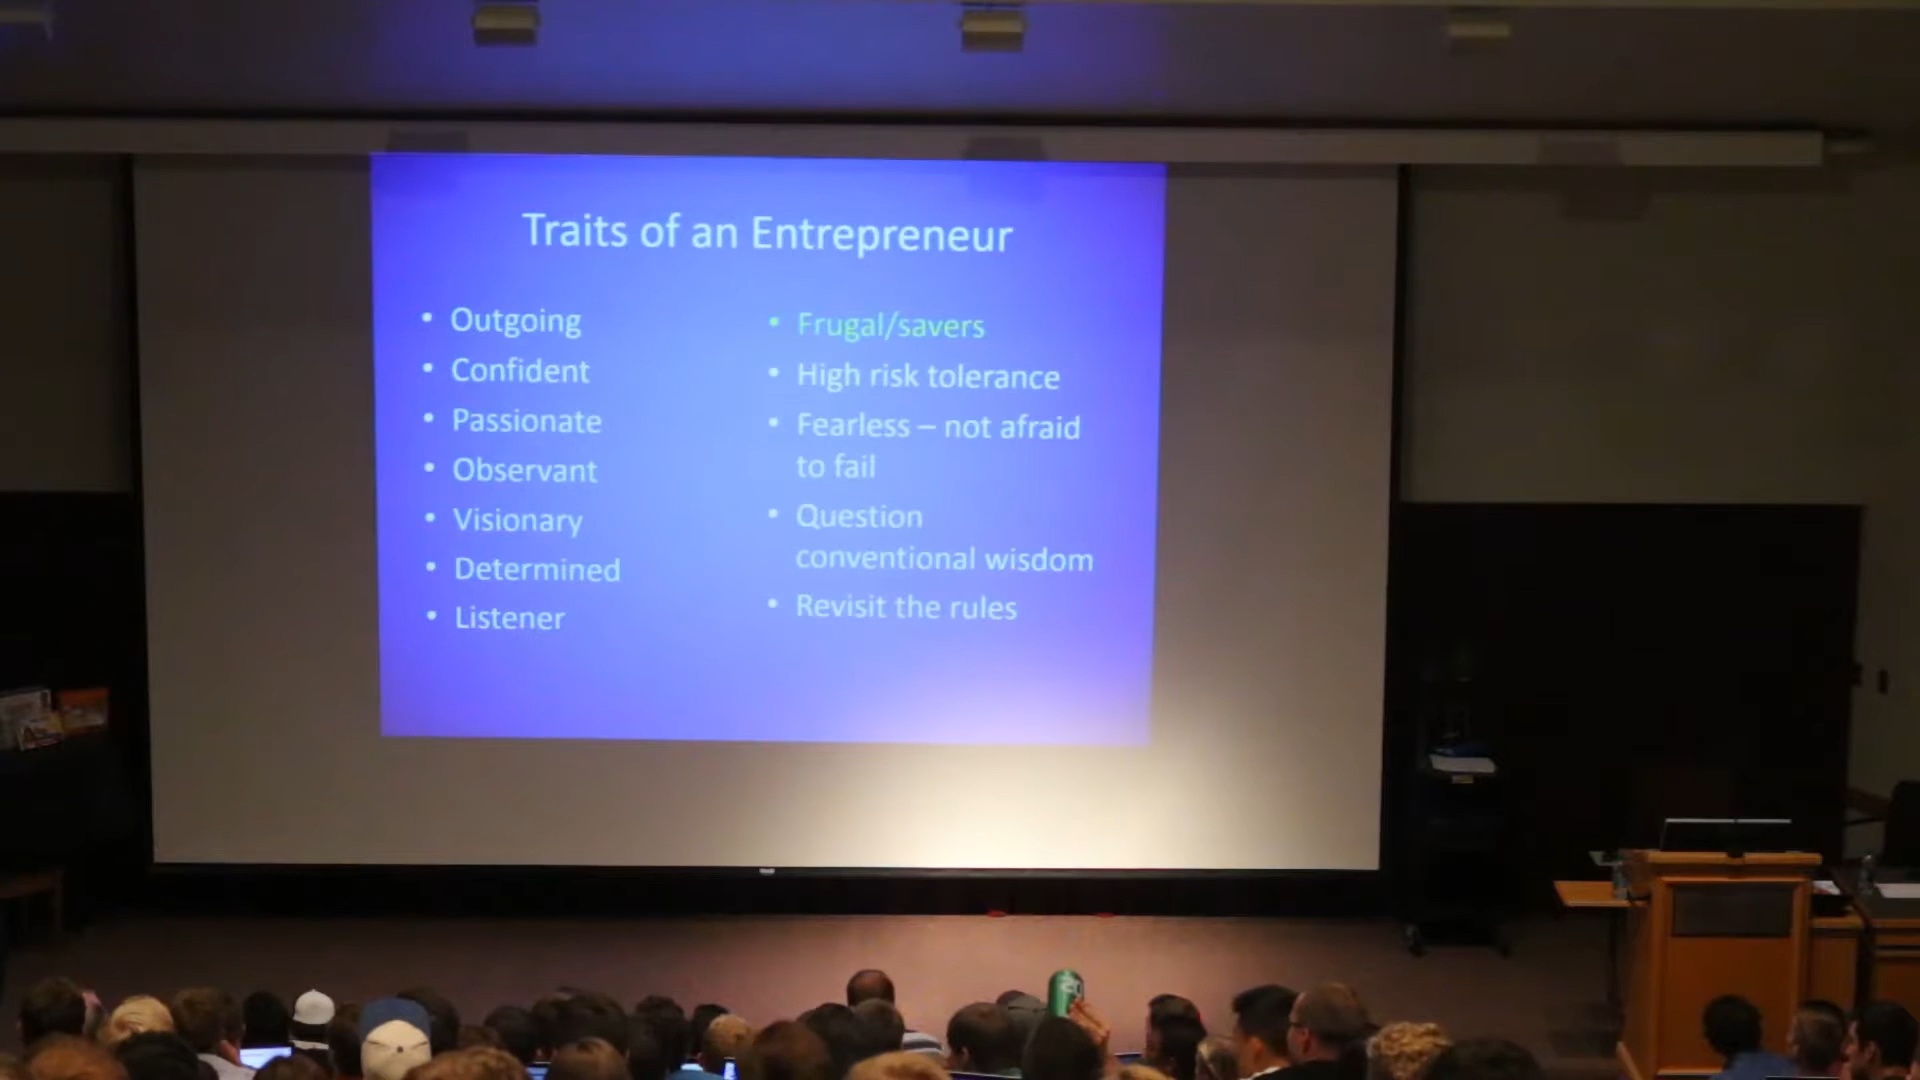 Traits of an Entrepreneur
• Outgoing
• Confident
• Passionate
• Observant
• Visionary
• Determined
• Listener
• Frugal/savers
• High risk tolerance
• Fearless – not afraid
to fail
• Question
conventional wisdom
• Revisit the rules